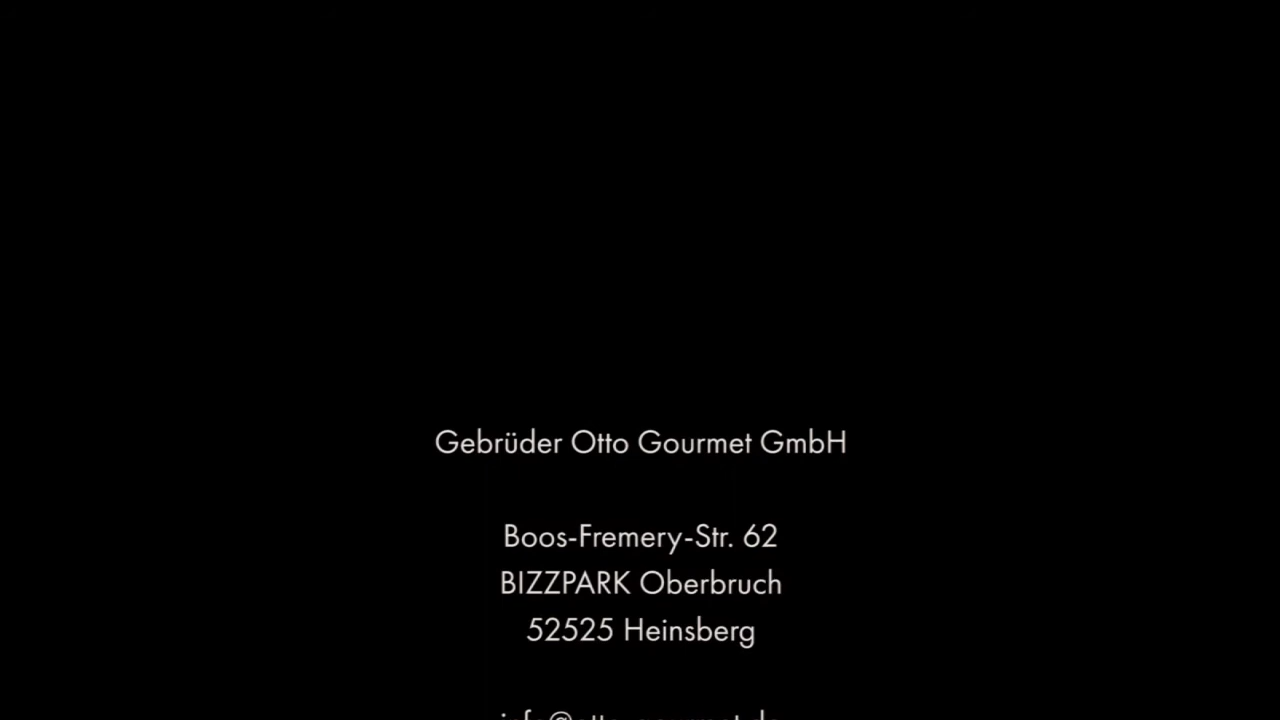 Gebrüder Otto Gourmet GmbH
Boos-Fremery-Str. 62
BIZZPARK Oberbruch
52525 Heinsberg